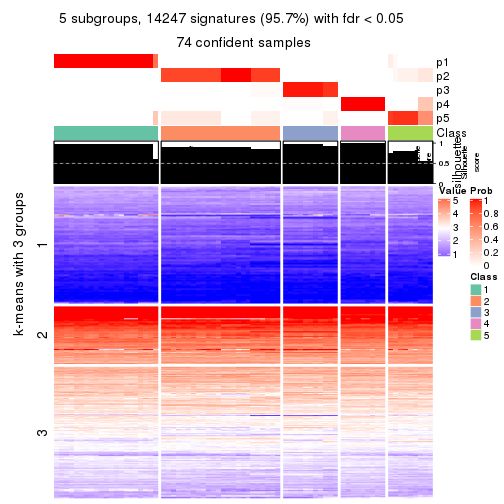 5 subgroups, 14247 signatures (95.7%) with fdr < 0.05
74 confident samples
p1
p2
p3
p4
p5
Class
1
0.5
0
silhouette
Silhouette
score
k-means with 3 groups
1
2
3
Value
5
4
3
2
1
Prob
1
0.8
0.6
0.4
0.2
0
Class
1
2
3
4
5